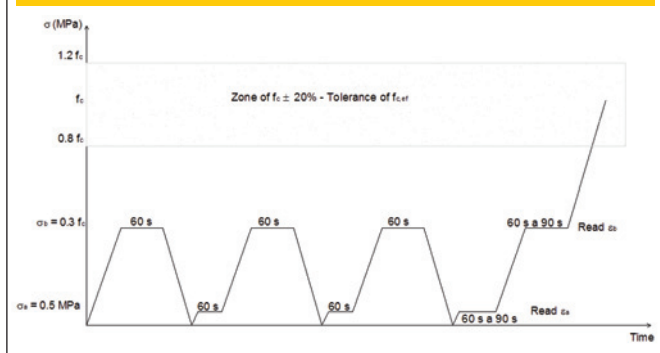 σ (MPa)
1.2 fc
Zone of fc ± 20% - Tolerance of fc,ef
fc
0.8 fc
60 s
60 s
60 s
60 s a 90 s
σb = 0.3 fc
Read εb
60 s
60 s
σa = 0.5 MPa
Read εa
60 s a 90 s
Time